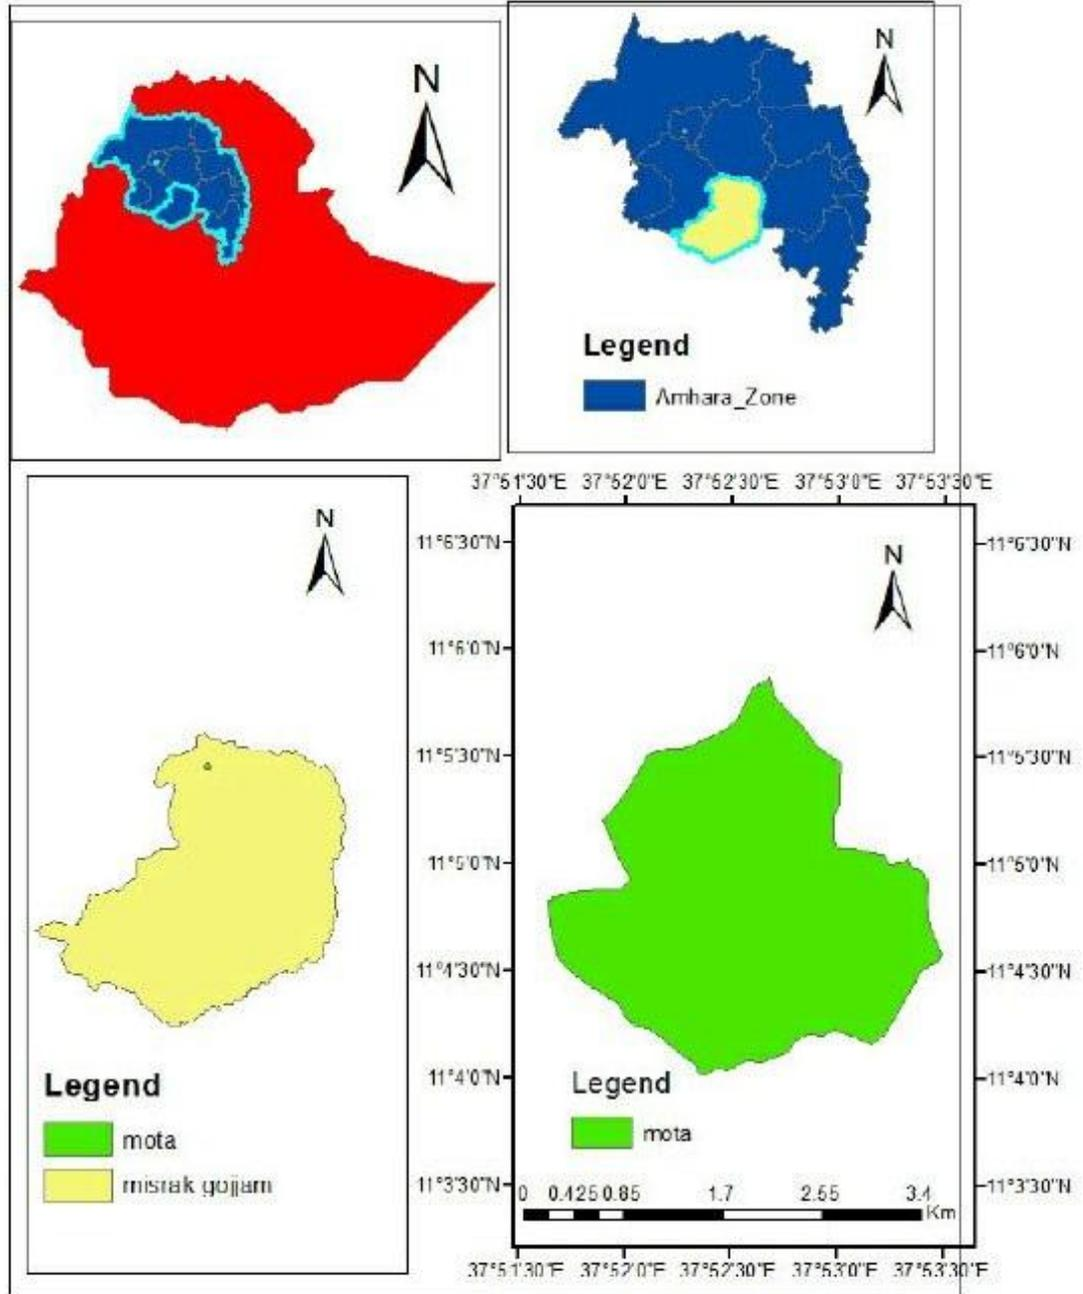 N
N
Legend
Amhara_Zone
37°51'30"E 37°52'0"E 37°52'30"E 37°53'0"E 37°53'30"E
N
N
11°6'30"N 11°6'30"N
11°6'0"N 11°6'0"N
11°5'30"N 11°5'30"N
11°5'0"N 11°5'0"N
11°4'30"N 11°4'30"N
11°4'0"N 11°4'0"N
11°3'30"N 11°3'30"N
Legend
mota
misrak gojjam
Legend
mota
0 0.425 0.85 1.7 2.55 3.4
Km
37°51'30"E 37°52'0"E 37°52'30"E 37°53'0"E 37°53'30"E